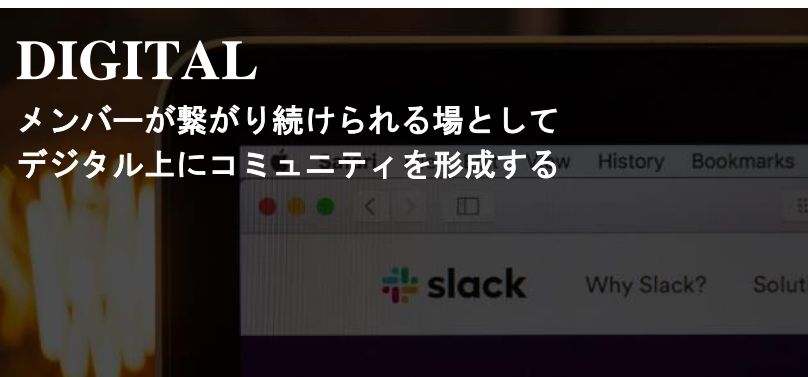 DIGITAL
メンバーが繋がり続けられる場として
デジタル上にコミュニティを形成する
History Bookmarks
slack Why Slack?